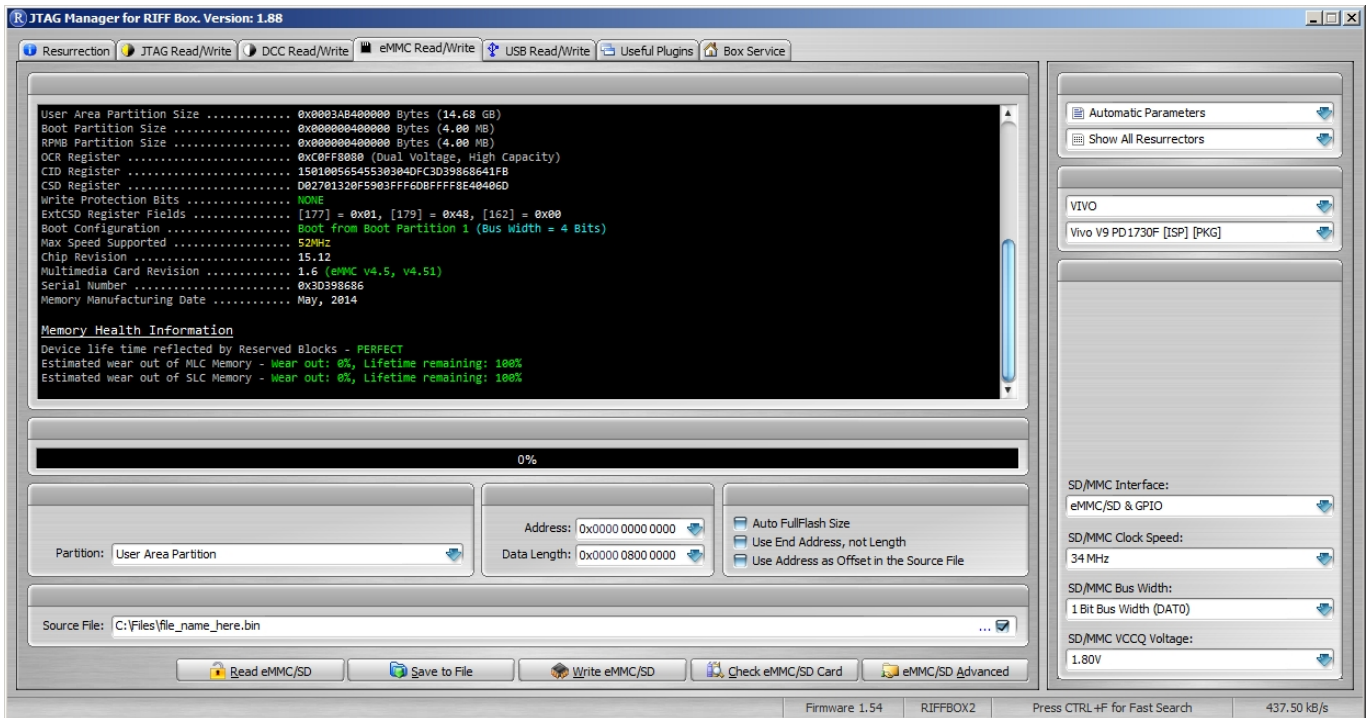 JTAG Manager for RIFF Box. Version: 1.88
Resurrection JTAG Read/Write DCC Read/Write eMMC Read/Write USB Read/Write Useful Plugins Box Service
User Area Partition Size ............. 0x0003AB400000 Bytes (14.68 GB)
Boot Partition Size .................. 0x000000400000 Bytes (4.00 MB)
RPMB Partition Size .................. 0x000000400000 Bytes (4.00 MB)
OCR Register ......................... 0xC0FF8080 (Dual Voltage, High Capacity)
CID Register ......................... 15010056545530304DFC3D39868641FB
CSD Register ......................... D02701320F5903FFF6DBFFFF8E40406D
Write Protection Bits ................ NONE
ExtCSD Register Fields ............... [177] = 0x01, [179] = 0x48, [162] = 0x00
Boot Configuration ................... Boot from Boot Partition 1 (Bus Width = 4 Bits)
Max Speed Supported .................. 52MHz
Chip Revision ........................ 15.12
Multimedia Card Revision ............. 1.6 (eMMC v4.5, v4.51)
Serial Number ........................ 0x3D398686
Memory Manufacturing Date ............ May, 2014
Memory Health Information
Device life time reflected by Reserved Blocks - PERFECT
Estimated wear out of MLC Memory - Wear out: 0%, Lifetime remaining: 100%
Estimated wear out of SLC Memory - Wear out: 0%, Lifetime remaining: 100%
0%
Partition: User Area Partition
Address: 0x0000 0000 0000
Data Length: 0x0000 0800 0000
Auto FullFlash Size
Use End Address, not Length
Use Address as Offset in the Source File
Source File: C:\Files\file_name_here.bin ...
Read eMMC/SD Save to File Write eMMC/SD Check eMMC/SD Card eMMC/SD Advanced
Automatic Parameters
Show All Resurrectors
VIVO
Vivo V9 PD1730F [ISP] [PKG]
SD/MMC Interface:
eMMC/SD & GPIO
SD/MMC Clock Speed:
34 MHz
SD/MMC Bus Width:
1 Bit Bus Width (DAT0)
SD/MMC VCCQ Voltage:
1.80V
Firmware 1.54 RIFFBOX2 Press CTRL+F for Fast Search 437.50 kB/s